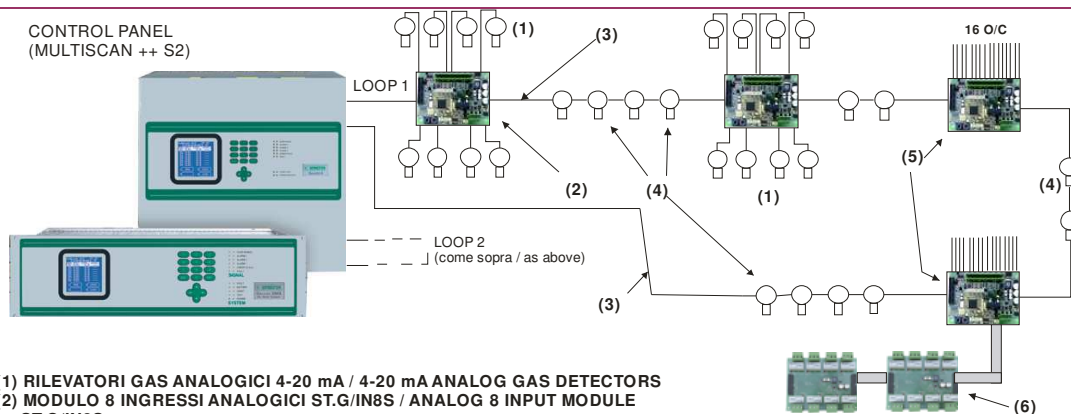 CONTROL PANEL
(MULTISCAN ++ S2)
(1)
(3)
16 O/C
LOOP 1
(2)
(4)
(1)
(5)
(4)
LOOP 2
(come sopra / as above)
(3)
SIGNAL
SYSTEM
(6)
1) RILEVATORI GAS ANALOGICI 4-20 mA / 4-20 mA ANALOG GAS DETECTORS
2) MODULO 8 INGRESSI ANALOGICI ST.G/IN8S / ANALOG 8 INPUT MODULE